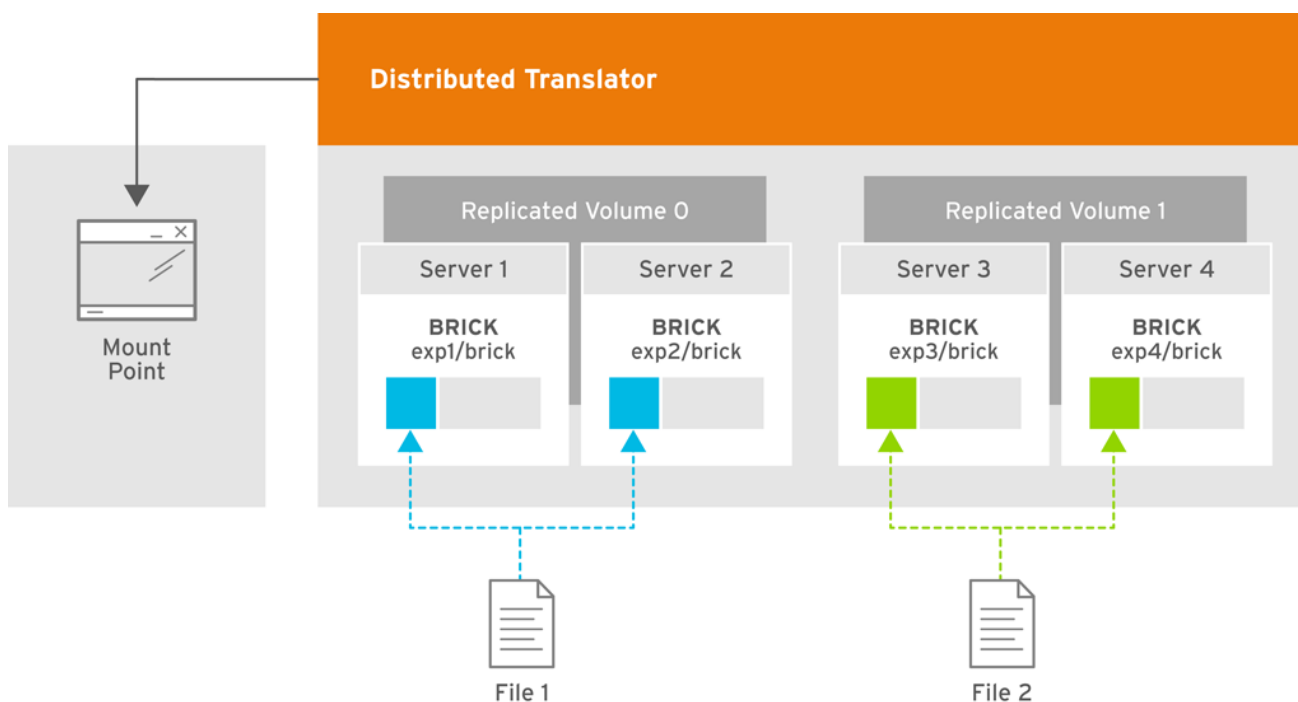 Distributed Translator
Replicated Volume 0
Replicated Volume 1
Server 1
Server 2
Server 3
Server 4
BRICK
exp1/brick
BRICK
exp2/brick
BRICK
exp3/brick
BRICK
exp4/brick
Mount
Point
File 1
File 2